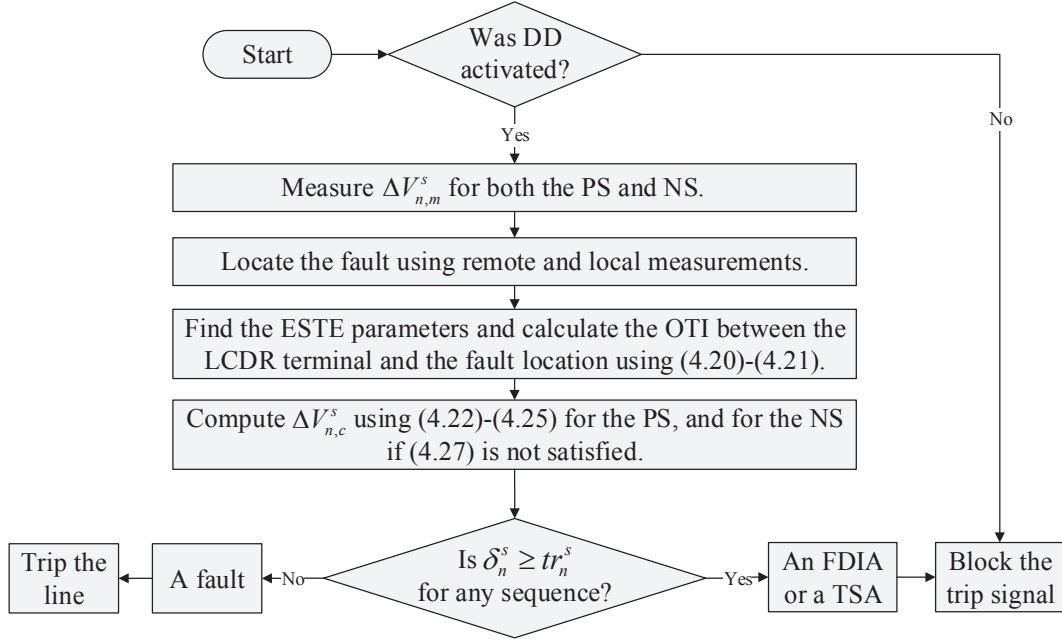 Start
Was DD
activated?
No
Yes
Measure ΔV^s_{n,m} for both the PS and NS.
Locate the fault using remote and local measurements.
Find the ESTE parameters and calculate the OTI between the
LCDR terminal and the fault location using (4.20)-(4.21).
Compute ΔV^s_{n,c} using (4.22)-(4.25) for the PS, and for the NS
if (4.27) is not satisfied.
Is δ^s_n ≥ tr^s_n
for any sequence?
No
A fault
Trip the
line
Yes
An FDIA
or a TSA
Block the
trip signal